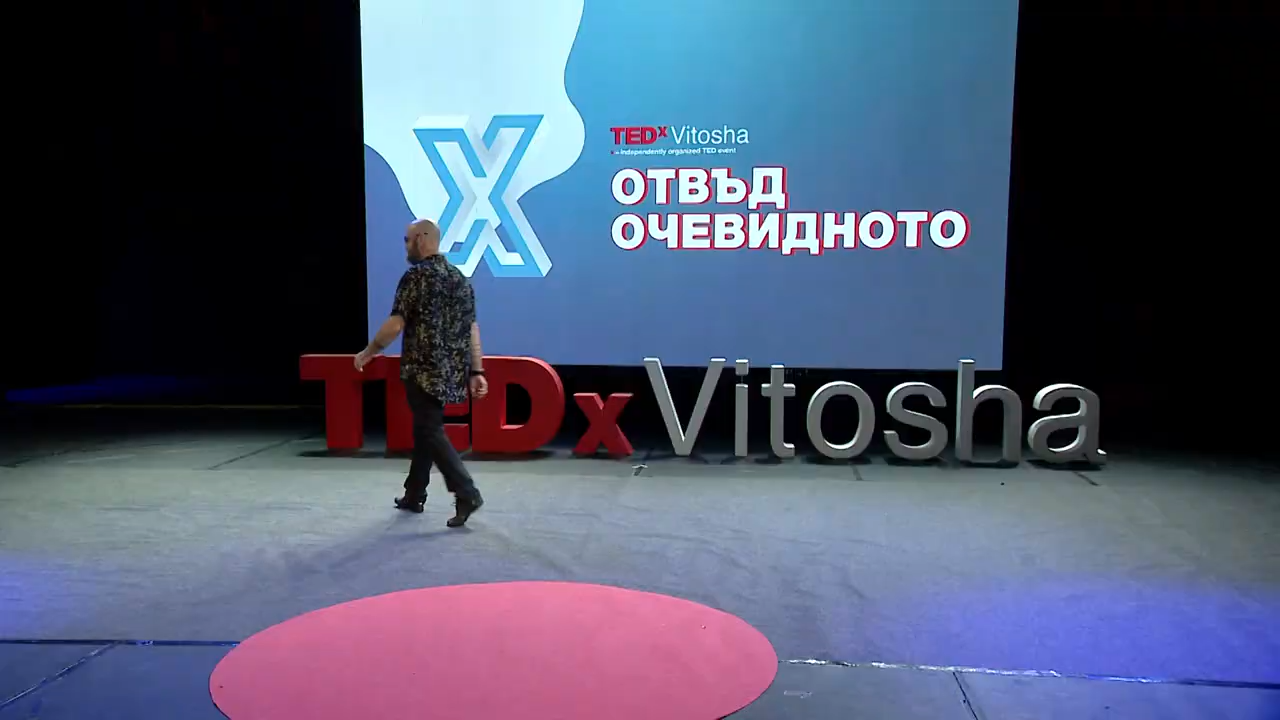 TEDx Vitosha
x = independently organized TED event
ОТВЪД
ОЧЕВИДНОТО
TEDx Vitosha